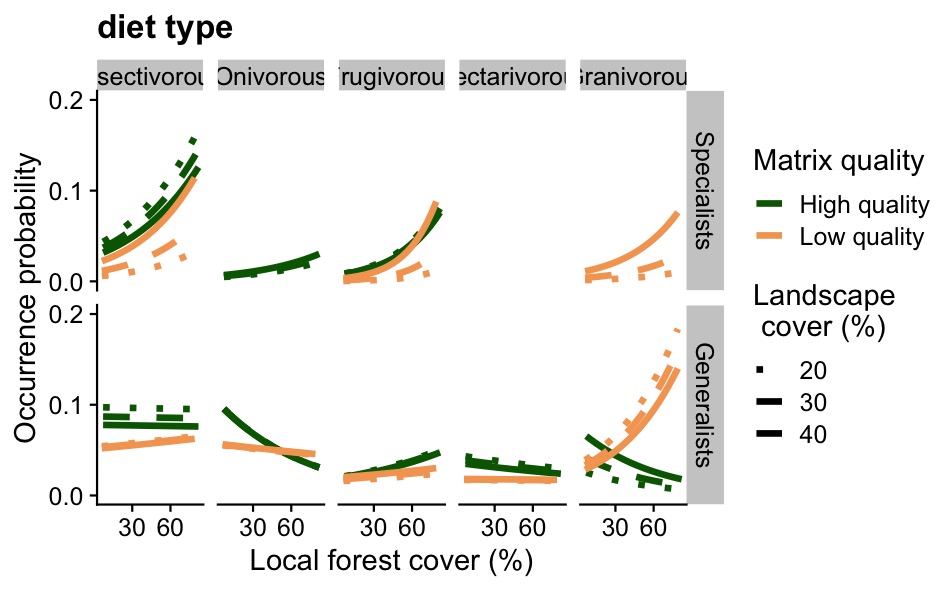 diet type
sectivorou
Onivorous
rugivorou
ectarivorou
Granivorou
0.2
0.1
0.0
Specialists
0.2
0.1
0.0
Generalists
Occurrence probability
30 60
30 60
30 60
30 60
30 60
Local forest cover (%)
Matrix quality
High quality
Low quality
Landscape
cover (%)
20
30
40